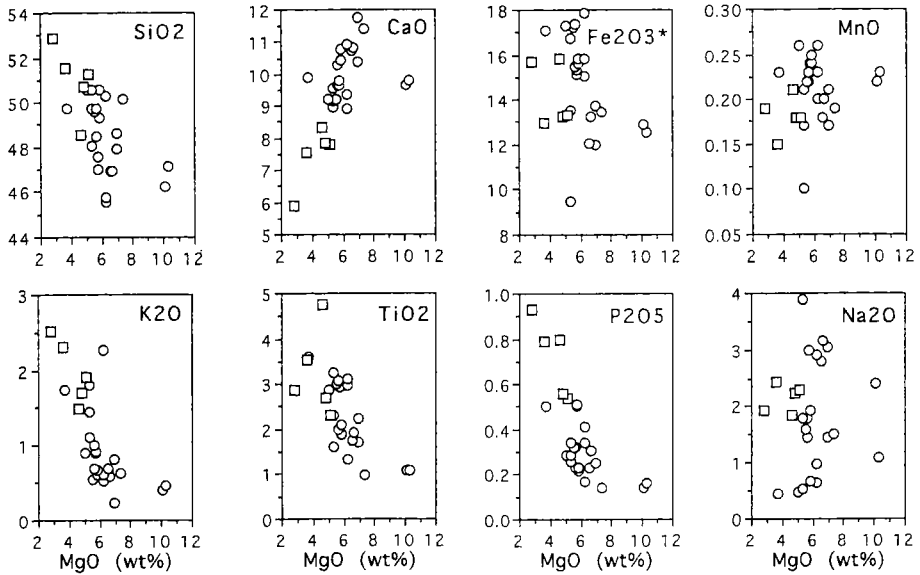 54
52
50
48
46
44
SiO2
2 4 6 8 10 12
12
11
10
9
8
7
6
5
CaO
2 4 6 8 10 12
18
16
14
12
10
8
Fe2O3*
2 4 6 8 10 12
0.30
0.25
0.20
0.15
0.10
0.05
MnO
2 4 6 8 10 12
3
2
1
0
K2O
2 4 6 8 10 12
MgO (wt%)
5
4
3
2
1
0
TiO2
2 4 6 8 10 12
MgO (wt%)
1.0
0.8
0.6
0.4
0.2
0.0
P2O5
2 4 6 8 10 12
MgO (wt%)
4
3
2
1
0
Na2O
2 4 6 8 10 12
MgO (wt%)